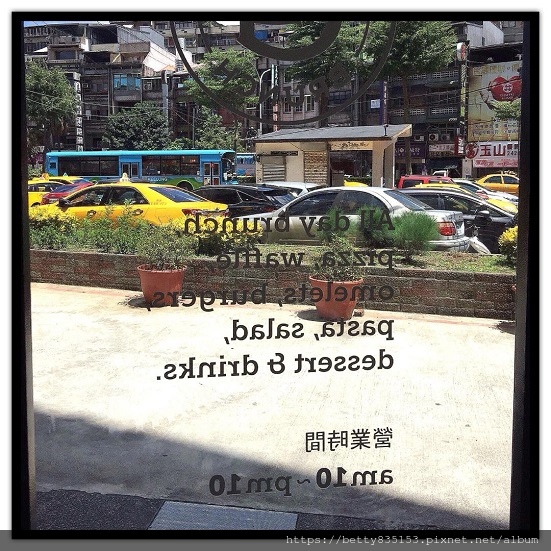 All day brunch
pizza, waffle,
omelets, burgers,
pasta, salad,
dessert & drinks.
營業時間
am10~pm10
玉山
https://betty835153.pixnet.net/album